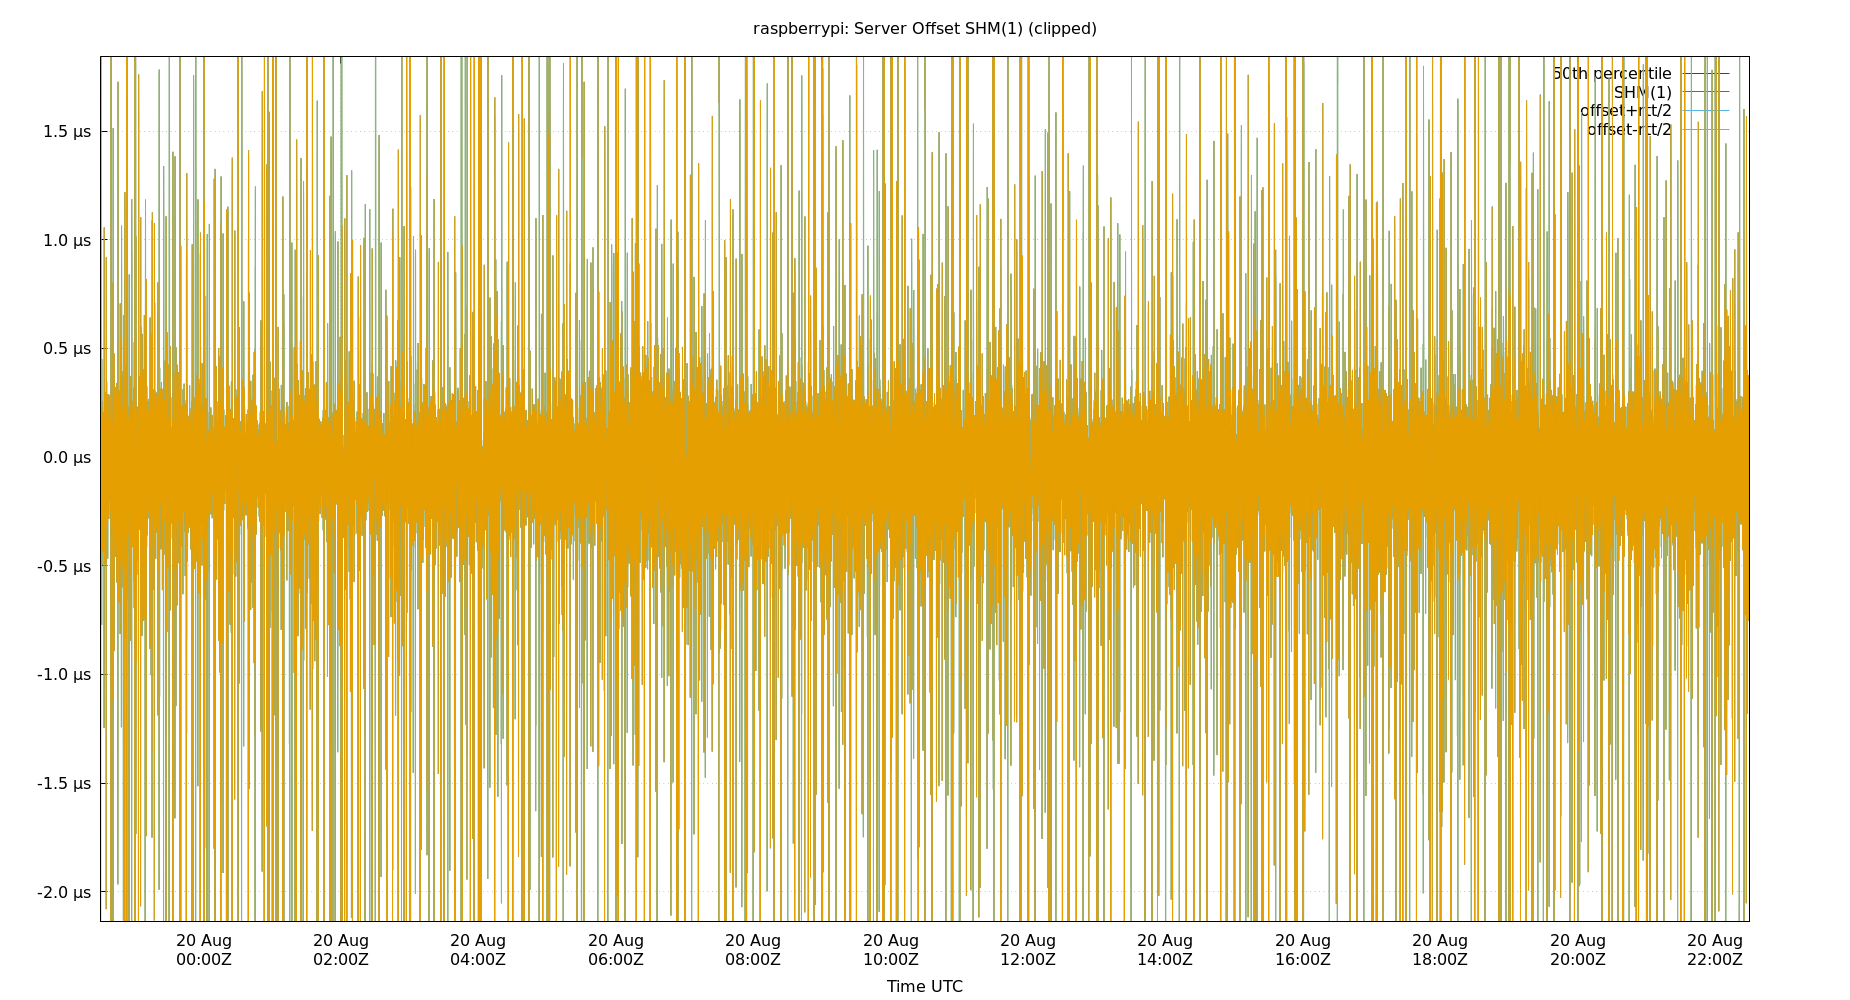 raspberrypi: Server Offset SHM(1) (clipped)
50th percentile
SHM(1)
offset+rtt/2
offset-rtt/2
1.5 µs
1.0 µs
0.5 µs
0.0 µs
-0.5 µs
-1.0 µs
-1.5 µs
-2.0 µs
20 Aug 20 Aug 20 Aug 20 Aug 20 Aug 20 Aug 20 Aug 20 Aug 20 Aug 20 Aug 20 Aug 20 Aug
00:00Z 02:00Z 04:00Z 06:00Z 08:00Z 10:00Z 12:00Z 14:00Z 16:00Z 18:00Z 20:00Z 22:00Z
Time UTC